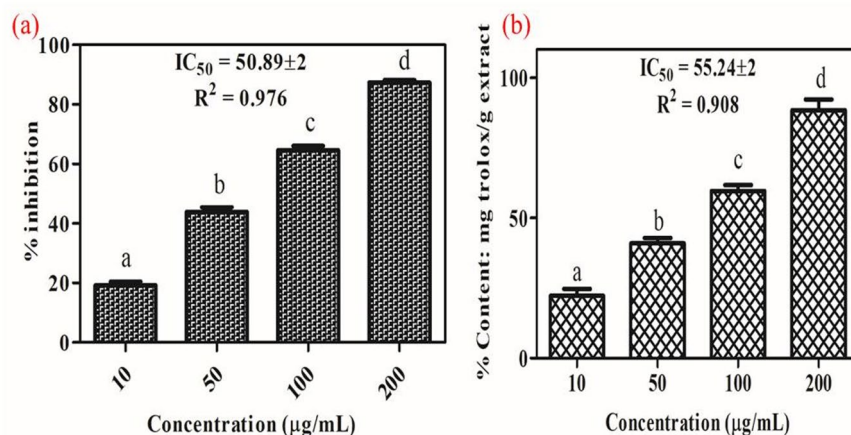 (a)
% inhibition
100
80
60
40
20
0
IC50 = 50.89±2
R2 = 0.976
a
b
c
d
10
50
100
200
Concentration (µg/mL)
(b)
% Content: mg trolox/g extract
100
50
0
IC50 = 55.24±2
R2 = 0.908
a
b
c
d
10
50
100
200
Concentration (µg/mL)